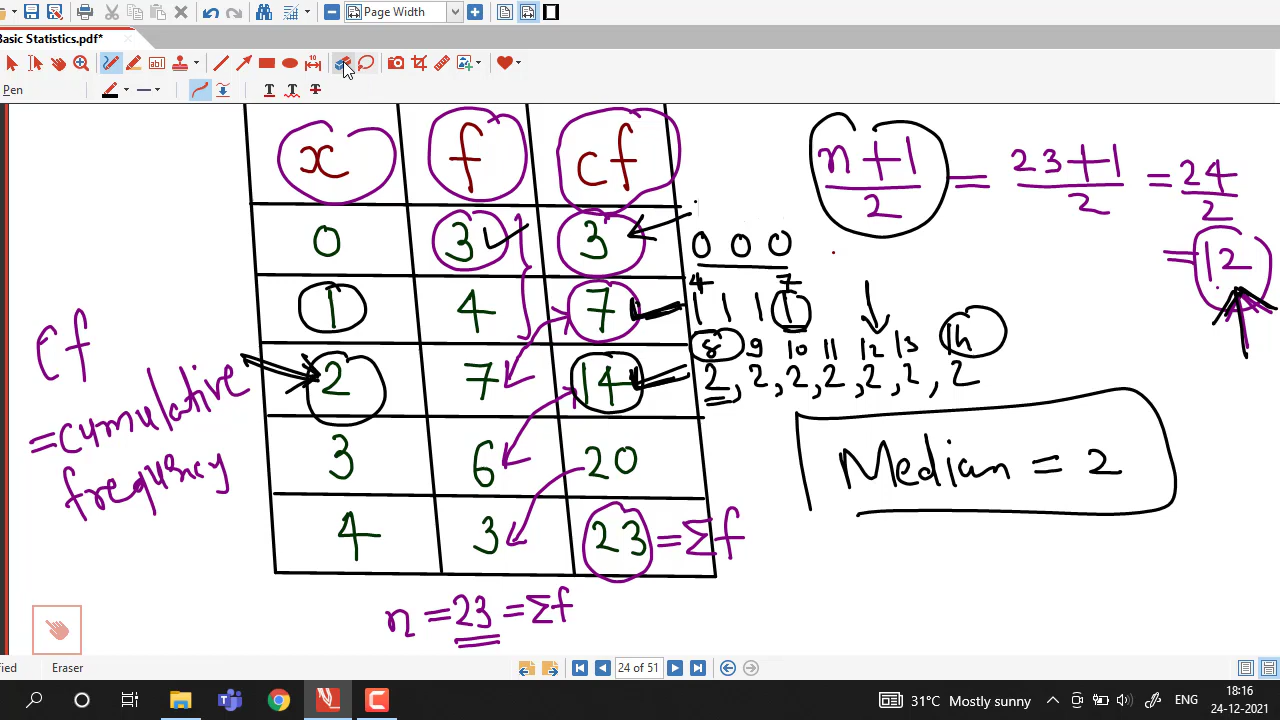 Page Width
Basic Statistics.pdf*
Pen
x f cf
0 3 3
1 4 7
2 7 14
3 6 20
4 3 23 = Σf
n = 23 = Σf
Cf
= cumulative
frequency
n+1/2 = 23+1/2 = 24/2
= 12
0 0 0
4 7
1 1 1 1
8 9 10 11 12 13 14
2, 2, 2, 2, 2, 2, 2
Median = 2
Eraser
24 of 51
31°C Mostly sunny
ENG
18:16
24-12-2021